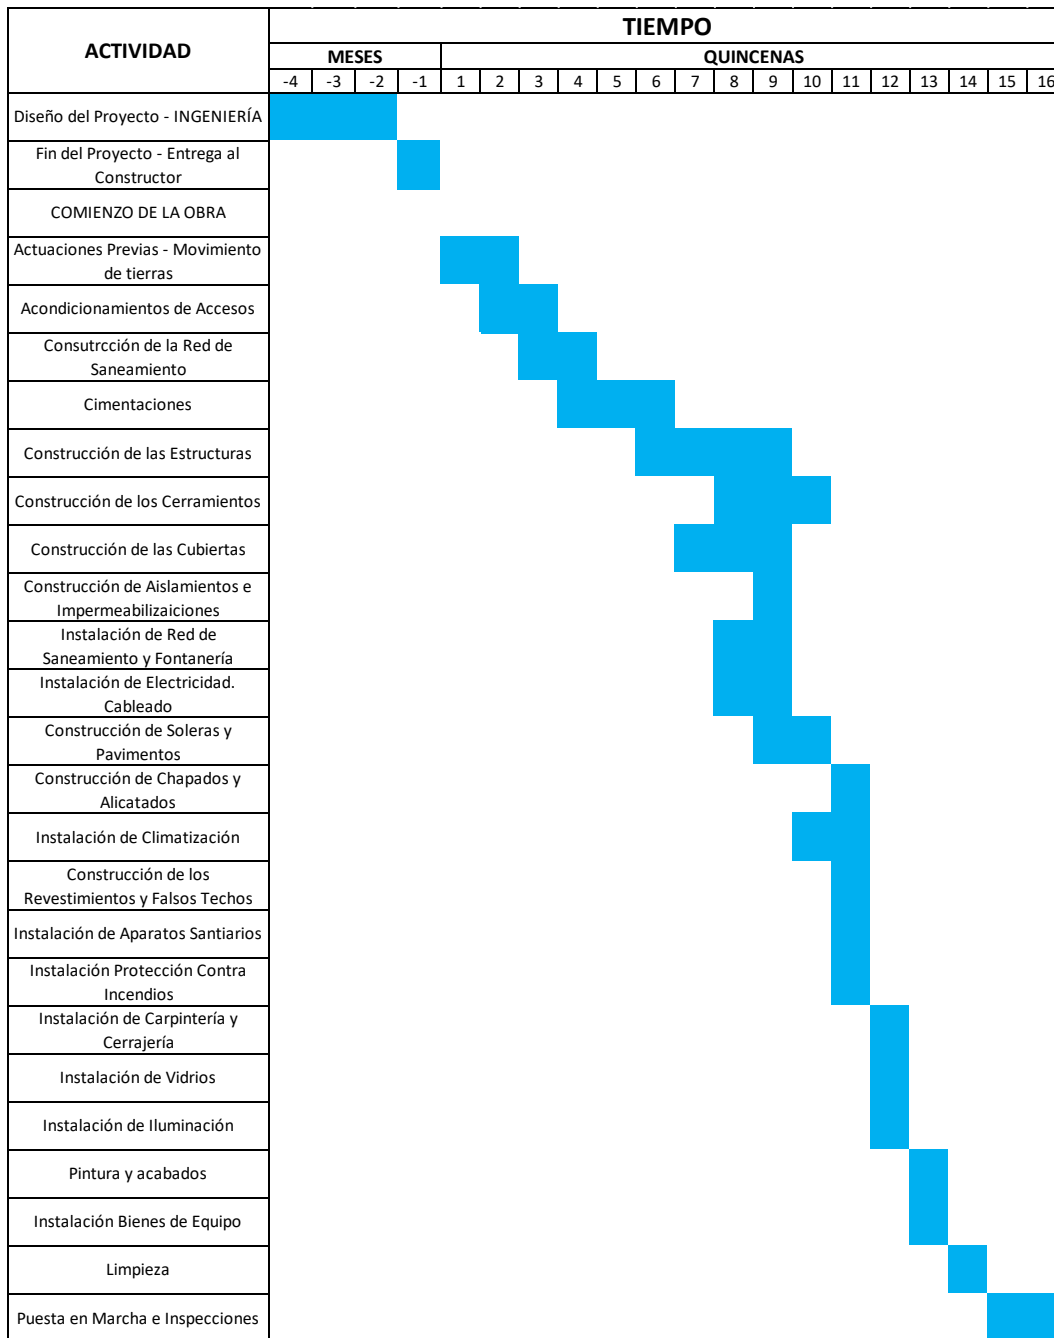 ACTIVIDAD
TIEMPO
MESES
QUINCENAS
-4 -3 -2 -1 1 2 3 4 5 6 7 8 9 10 11 12 13 14 15 16
Diseño del Proyecto - INGENIERÍA
Fin del Proyecto - Entrega al
Constructor
COMIENZO DE LA OBRA
Actuaciones Previas - Movimiento
de tierras
Acondicionamientos de Accesos
Consutrcción de la Red de
Saneamiento
Cimentaciones
Construcción de las Estructuras
Construcción de los Cerramientos
Construcción de las Cubiertas
Construcción de Aislamientos e
Impermeabilizaiciones
Instalación de Red de
Saneamiento y Fontanería
Instalación de Electricidad.
Cableado
Construcción de Soleras y
Pavimentos
Construcción de Chapados y
Alicatados
Instalación de Climatización
Construcción de los
Revestimientos y Falsos Techos
Instalación de Aparatos Santiarios
Instalación Protección Contra
Incendios
Instalación de Carpintería y
Cerrajería
Instalación de Vidrios
Instalación de Iluminación
Pintura y acabados
Instalación Bienes de Equipo
Limpieza
Puesta en Marcha e Inspecciones